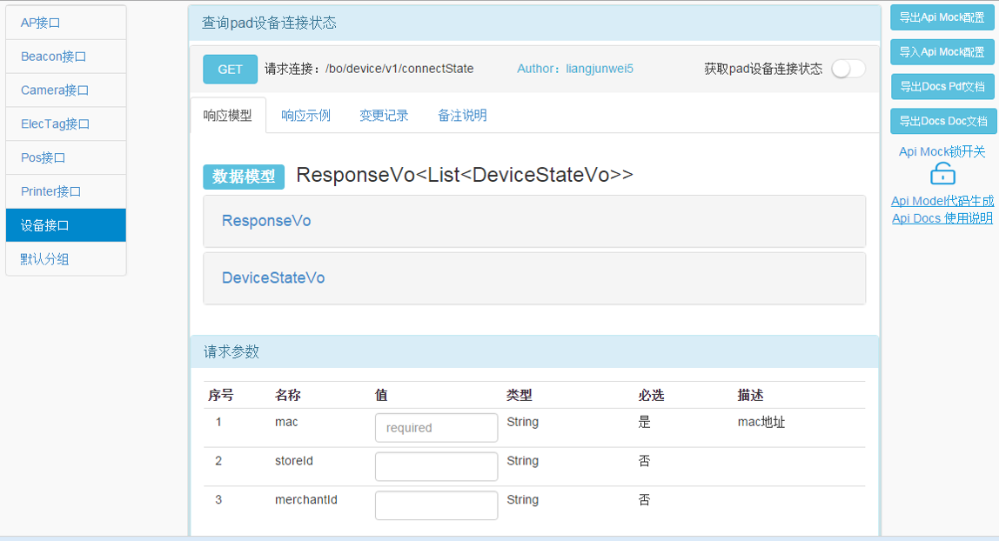 AP接口
Beacon接口
Camera接口
ElecTag接口
Pos接口
Printer接口
设备接口
默认分组
查询pad设备连接状态
GET 请求连接：/bo/device/v1/connectState Author：liangjunwei5 获取pad设备连接状态
响应模型 响应示例 变更记录 备注说明
数据模型 ResponseVo<List<DeviceStateVo>>
ResponseVo
DeviceStateVo
请求参数
序号 名称 值 类型 必选 描述
1 mac required String 是 mac地址
2 storeId String 否
3 merchantId String 否
导出Api Mock配置
导入Api Mock配置
导出Docs Pdf文档
导出Docs Doc文档
Api Mock锁开关
Api Model代码生成
Api Docs 使用说明